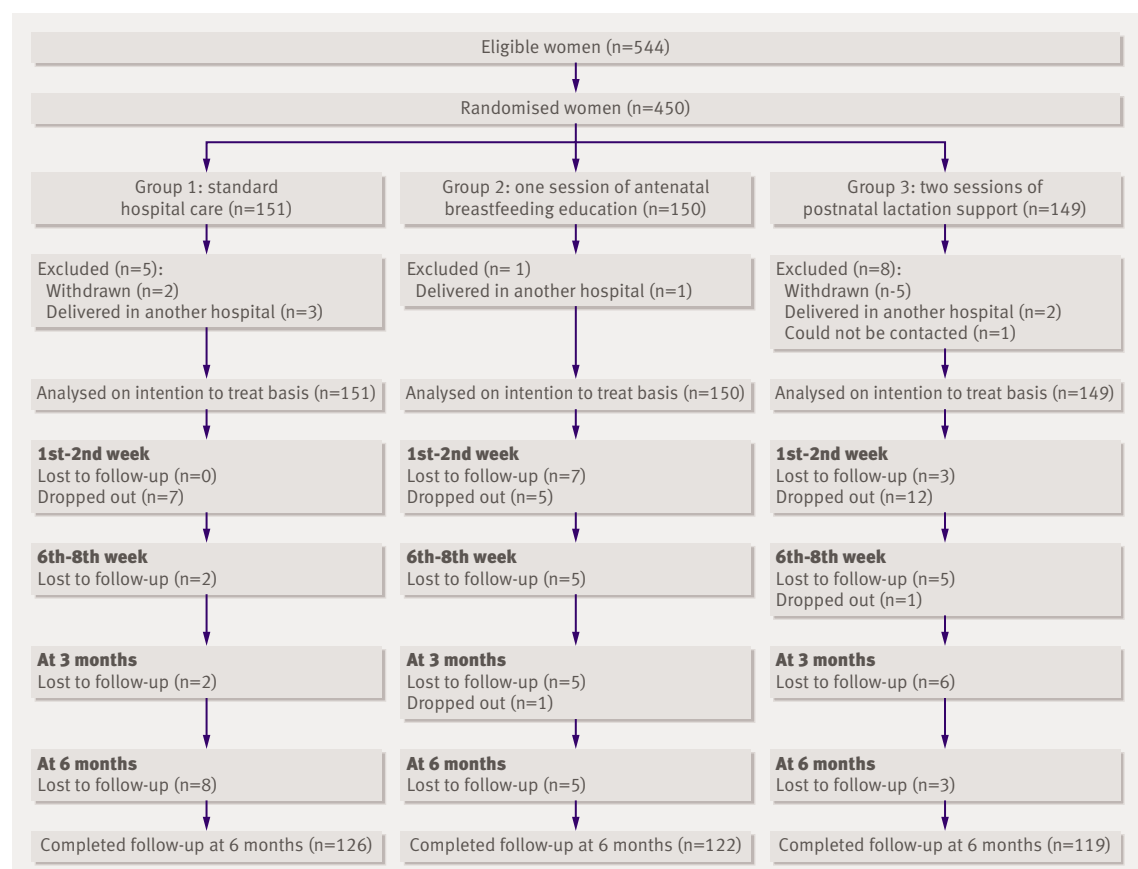 Eligible women (n=544)
Randomised women (n=450)
Group 1: standard
hospital care (n=151)
Group 2: one session of antenatal
breastfeeding education (n=150)
Group 3: two sessions of
postnatal lactation support (n=149)
Excluded (n=5):
Withdrawn (n=2)
Delivered in another hospital (n=3)
Excluded (n= 1)
Delivered in another hospital (n=1)
Excluded (n=8):
Withdrawn (n-5)
Delivered in another hospital (n=2)
Could not be contacted (n=1)
Analysed on intention to treat basis (n=151)
Analysed on intention to treat basis (n=150)
Analysed on intention to treat basis (n=149)
1st-2nd week
Lost to follow-up (n=0)
Dropped out (n=7)
1st-2nd week
Lost to follow-up (n=7)
Dropped out (n=5)
1st-2nd week
Lost to follow-up (n=3)
Dropped out (n=12)
6th-8th week
Lost to follow-up (n=2)
6th-8th week
Lost to follow-up (n=5)
6th-8th week
Lost to follow-up (n=5)
Dropped out (n=1)
At 3 months
Lost to follow-up (n=2)
At 3 months
Lost to follow-up (n=5)
Dropped out (n=1)
At 3 months
Lost to follow-up (n=6)
At 6 months
Lost to follow-up (n=8)
At 6 months
Lost to follow-up (n=5)
At 6 months
Lost to follow-up (n=3)
Completed follow-up at 6 months (n=126)
Completed follow-up at 6 months (n=122)
Completed follow-up at 6 months (n=119)